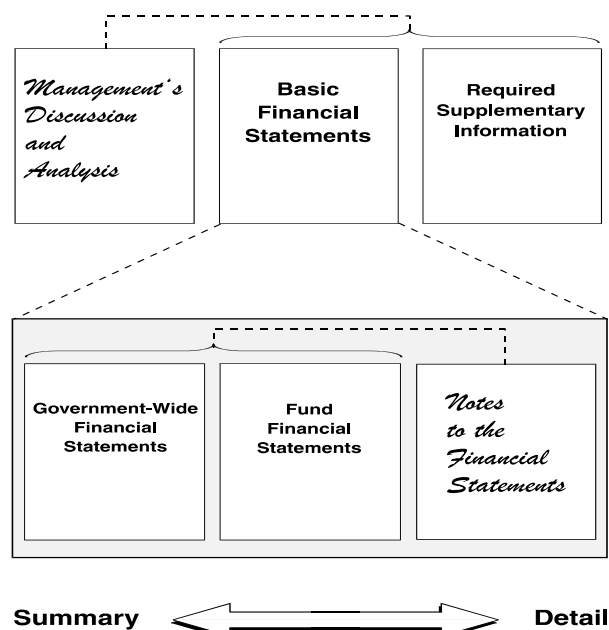 Management's
Discussion
and
Analysis
Basic
Financial
Statements
Required
Supplementary
Information
Government-Wide
Financial
Statements
Fund
Financial
Statements
Notes
to the
Financial
Statements
Summary
Detail